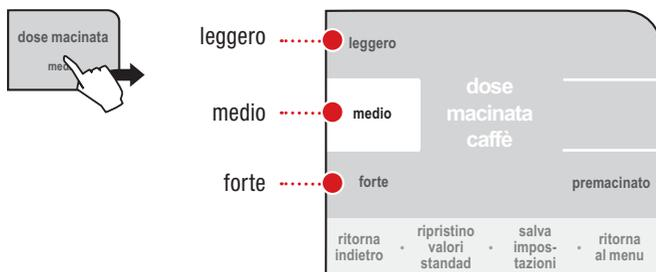 dose macinata
med
leggero
medio
forte
leggero
medio
forte
dose
macinata
caffè
premacinato
ritorna
indietro
ripristino
valori
standad
salva
impos-
tazioni
ritorna
al menu